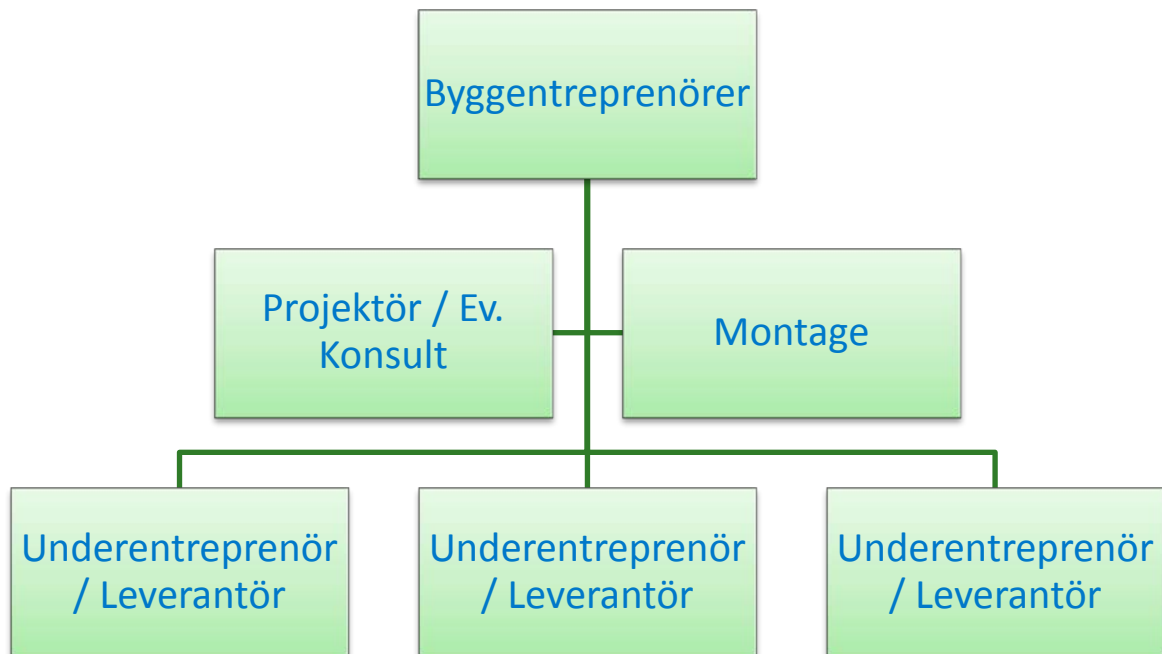 Byggentreprenörer
Projektör / Ev.
Konsult
Montage
Underentreprenör
/ Leverantör
Underentreprenör
/ Leverantör
Underentreprenör
/ Leverantör